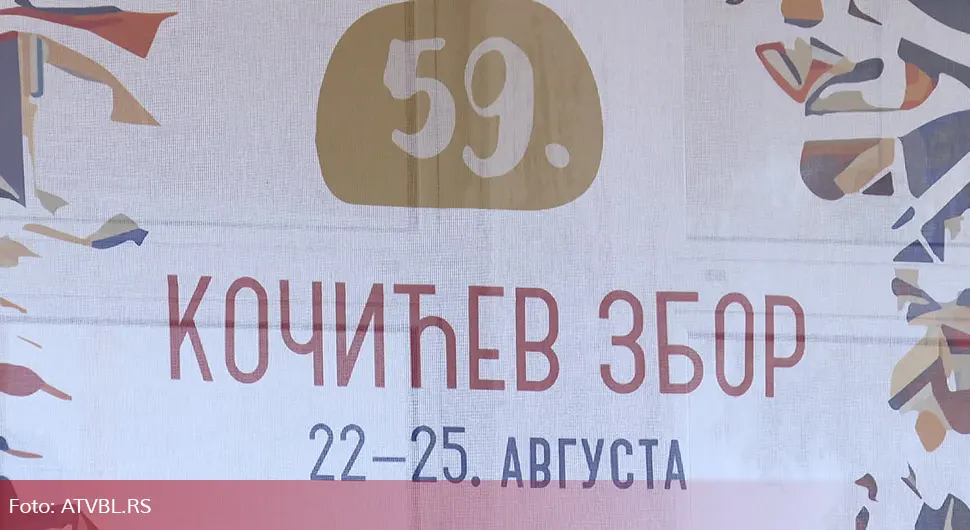 59.
КОЧИЋЕВ ЗБОР
22–25. АВГУСТА
Foto: ATVBL.RS